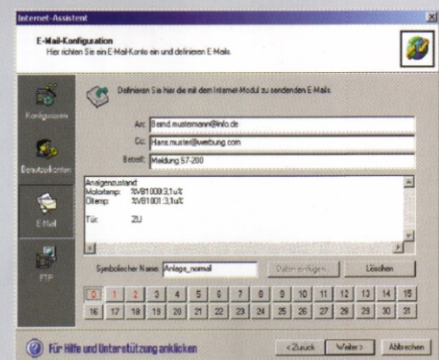 Internet-Assistent
E-Mail-Konfiguration
Hier richten Sie ein E-Mail-Konto ein und definieren E-Mails.
Konfigurieren
Benutzerkonten
E-Mail
FTP
Definieren Sie hier die mit dem Internet-Modul zu sendenden E-Mails.
An: Bernd.mustermann@info.de
Cc: Hans.muster@werbung.com
Betreff: Meldung S7-200
Anlagenzustand:
Motortemp: %VB1000:3,1u%
Öltemp: %VB1001:3,1u%
Tür: ZU
Symbolischer Name: Anlage_normal
Daten einfügen...
Löschen
0 1 2 3 4 5 6 7 8 9 10 11 12 13 14 15
16 17 18 19 20 21 22 23 24 25 26 27 28 29 30 31
Für Hilfe und Unterstützung anklicken
<Zurück Weiter> Abbrechen